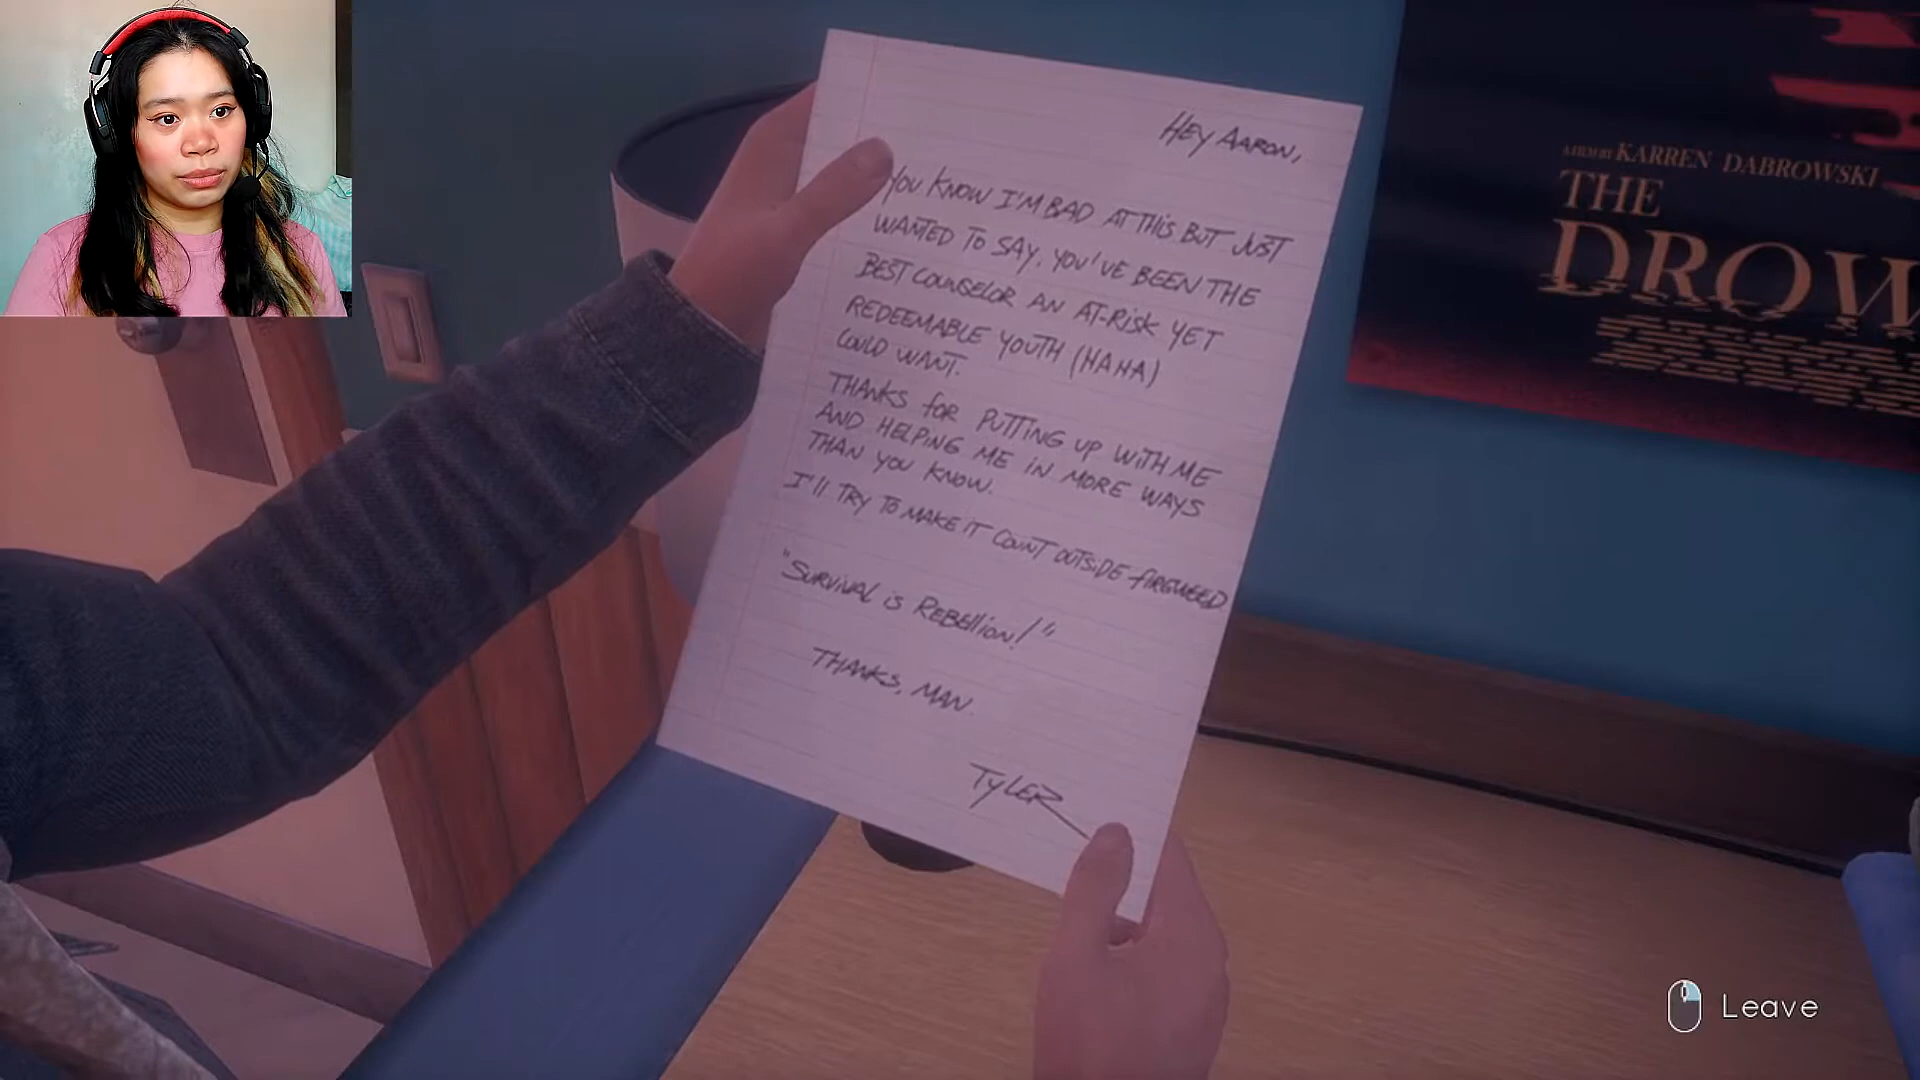 HEY AARON,
YOU KNOW I'M BAD AT THIS BUT JUST
WANTED TO SAY, YOU'VE BEEN THE
BEST COUNSELOR AN AT-RISK YET
REDEEMABLE YOUTH (HAHA)
COULD WANT.
THANKS FOR PUTTING UP WITH ME
AND HELPING ME IN MORE WAYS
THAN YOU KNOW.
I'll TRY TO MAKE IT COUNT OUTSIDE FIREWEED
"SURVIVAL IS REBELLION!"
THANKS, MAN.
TYLER
A FILM BY KARREN DABROWSKI
THE
DROW
Leave